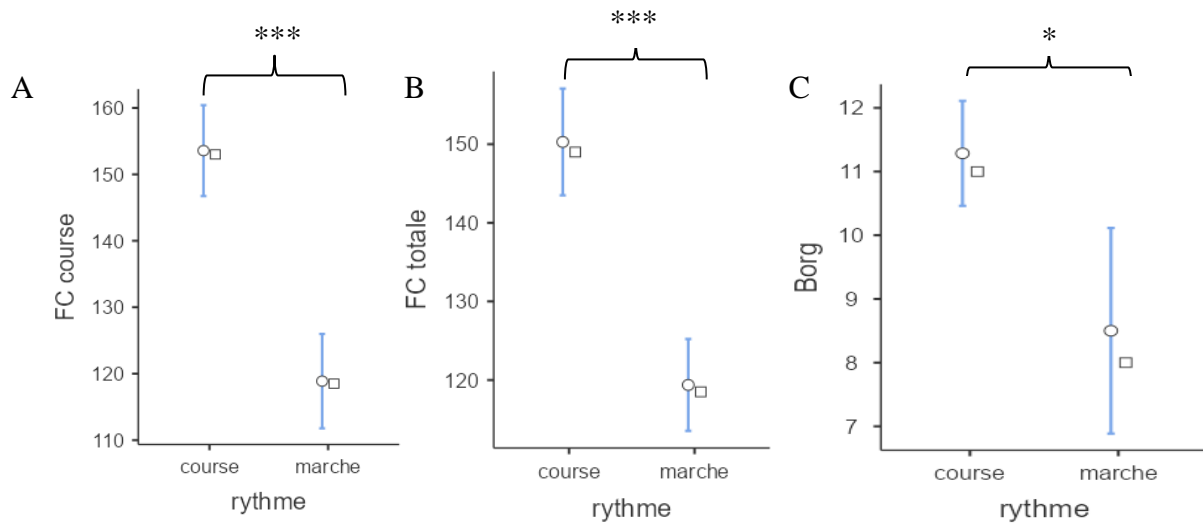 A
***
FC course
160
150
140
130
120
110
course
marche
rythme
B
***
FC totale
150
140
130
120
course
marche
rythme
C
*
Borg
12
11
10
9
8
7
course
marche
rythme